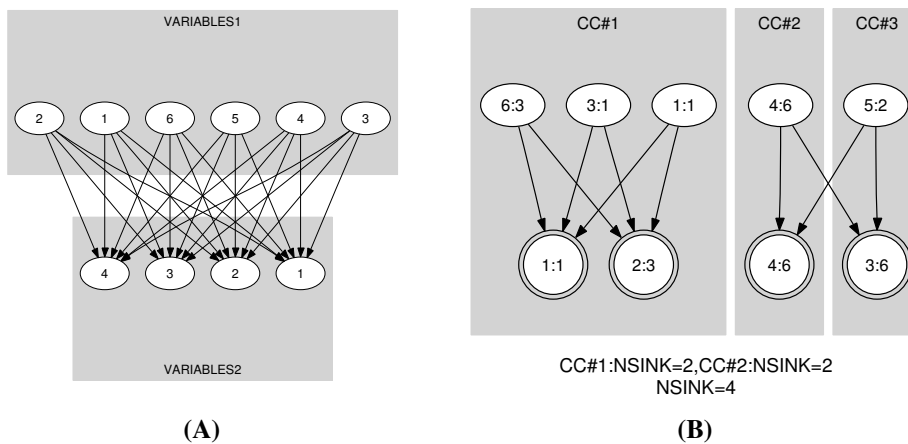 VARIABLES1
2 1 6 5 4 3
4 3 2 1
VARIABLES2
(A)
CC#1 CC#2 CC#3
6:3 3:1 1:1 4:6 5:2
1:1 2:3 4:6 3:6
CC#1:NSINK=2,CC#2:NSINK=2
NSINK=4
(B)